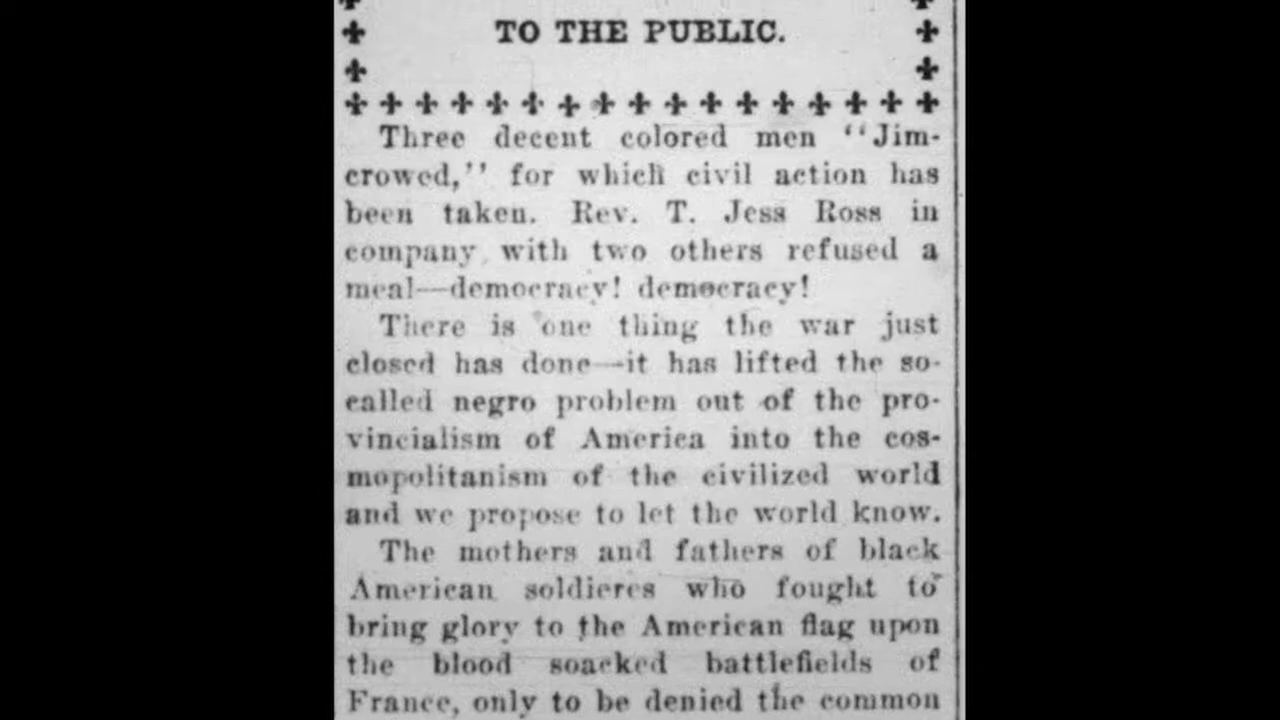 TO THE PUBLIC.
Three decent colored men "Jim-
crowed," for which civil action has
been taken. Rev. T. Jess Ross in
company with two others refused a
meal—democracy! democracy!
There is one thing the war just
closed has done—it has lifted the so-
called negro problem out of the pro-
vincialism of America into the cos-
mopolitanism of the civilized world
and we propose to let the world know.
The mothers and fathers of black
American soldieres who fought to
bring glory to the American flag upon
the blood soacked battlefields of
France, only to be denied the common